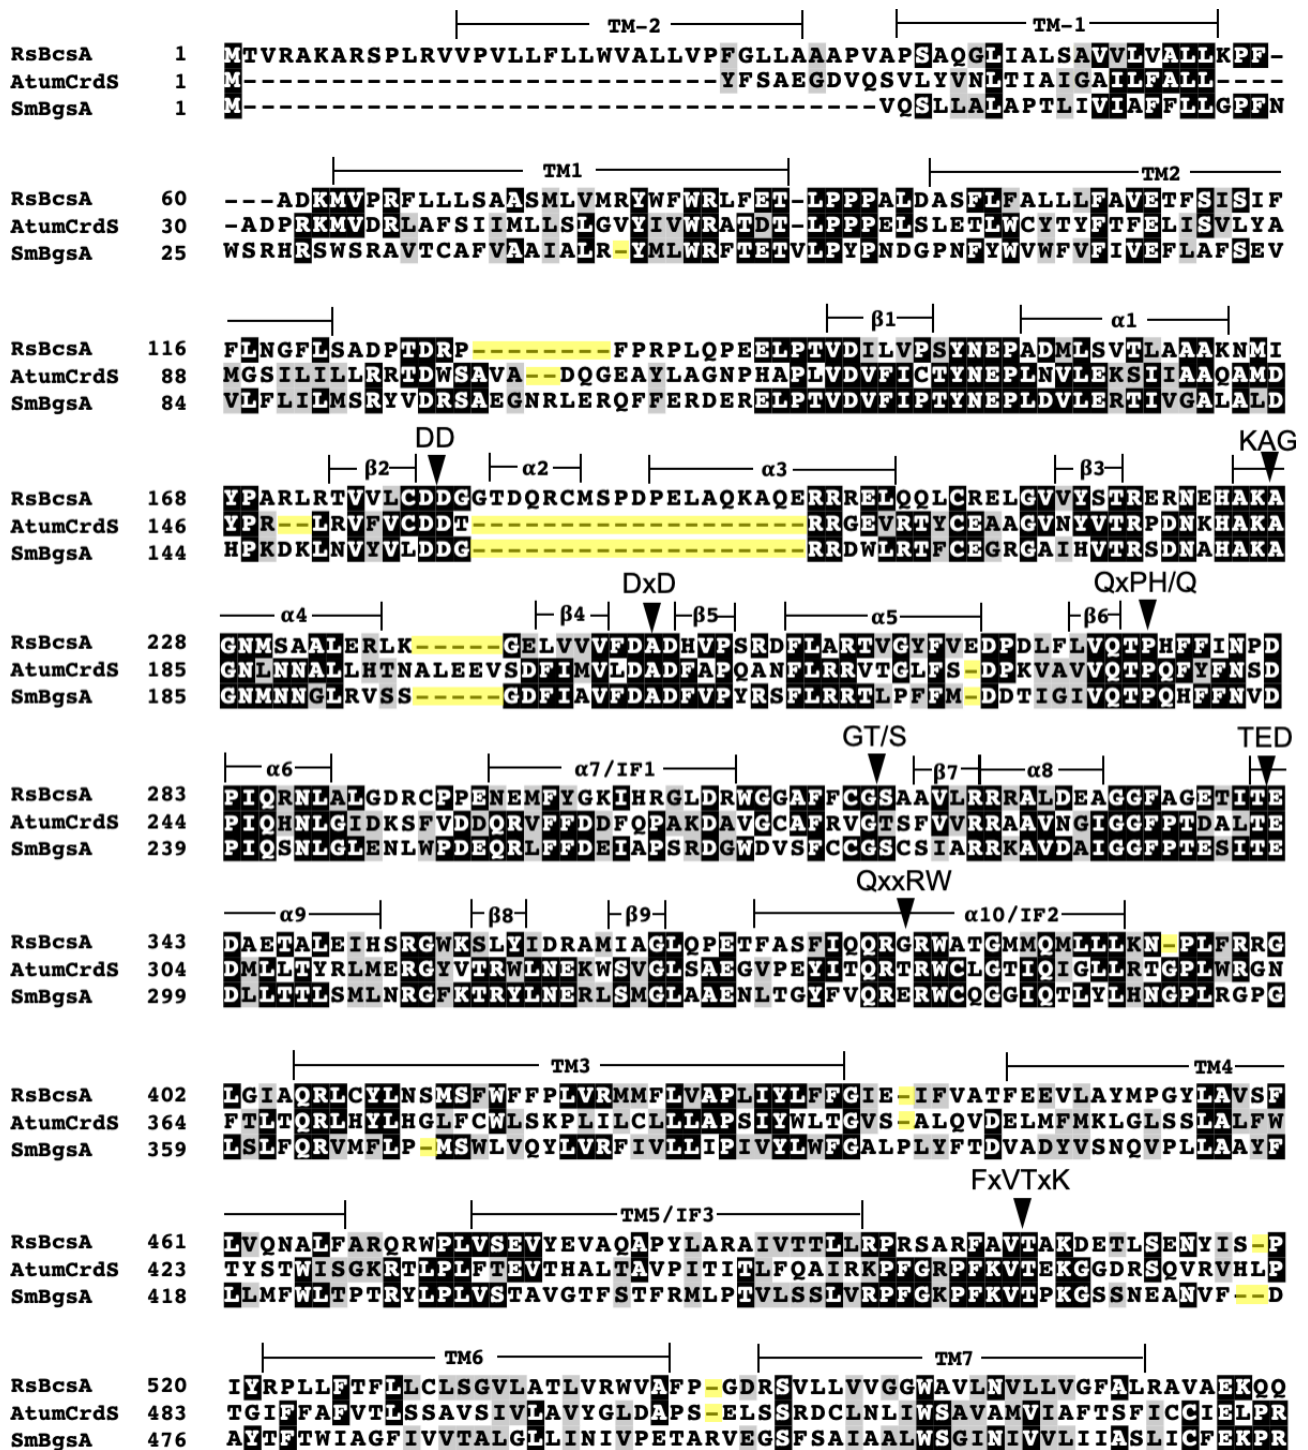 TM-2 TM-1
RsBcsA 1 MTVRAKARSPLRVVVPVLLFLLWVALLVPFGLLAAAPVAPSAQGLIALSAVVLVALLKPF-
AtumCrdS 1 M---------------------------YFSAEGDVQSVLYVNLTIAIGAILFALL----
SmBgsA 1 M------------------------------------VQSLLALAPTLIVIAFFLLGPFN
TM1 TM2
RsBcsA 60 ---ADKMVPRFLLLSAASMLVMRYWFWRLFET-LPPPALDASFLFALLLFAVETFSISIF
AtumCrdS 30 -ADPRKMVDRLAFSIIMLLSLGVYIVWRATDT-LPPPELSLETLWCYTYFTFELISVLYA
SmBgsA 25 WSRHRSWSRAVTCAFVAAIALR-YMLWRFTETVLPYPNDGPNFYWVWFVFIVEFLAFSEV
β1 α1
RsBcsA 116 FLNGFLSADPTDRP--------FPRPLQPEELPTVDILVPSYNEPADMLSVTLAAAKNMI
AtumCrdS 88 MGSILILLRRTDWSAVA--DQGEAYLAGNPHAPLVDVFICTYNEPLNVLEKSIIAAQAMD
SmBgsA 84 VLFLILMSRYVDRSAEGNRLERQFFERDERELPTVDVFIPTYNEPLDVLERTIVGALALD
DD KAG
β2 α2 α3 β3
RsBcsA 168 YPARLRTVVLCDDGGTDQRCMSPDPELAQKAQERRRELQQLCRELGVVYSTRERNEHAKA
AtumCrdS 146 YPR--LRVFVCDDT-------------------RRGEVRTYCEAAGVNYVTRPDNKHAKA
SmBgsA 144 HPKDKLNVYVLDDG-------------------RRDWLRTFCEGRGAIHVTRSDNAHAKA
DxD QxPH/Q
α4 β4 β5 α5 β6
RsBcsA 228 GNMSAALERLK-----GELVVVFDADHVPSRDFLARTVGYFVEDPDLFLVQTPHFFINPD
AtumCrdS 185 GNLNNALLHTNALEEVSDFIMVLDADFAPQANFLRRVTGLFS-DPKVAVVQTPQFYFNSD
SmBgsA 185 GNMNNGLRVSS-----GDFIAVFDADFVPYRSFLRRTLPFFM-DDTIGIVQTPQHFFNVD
GT/S TED
α6 α7/IF1 β7 α8
RsBcsA 283 PIQRNLALGDRCPPENEMFYGKIHRGLDRWGGAFFCGSAAVLRRRALDEAGGFAGETITE
AtumCrdS 244 PIQHNLGIDKSFVDDQRVFFDDFQPAKDAVGCAFRVGTSFVVRRAAVNGIGGFPTDALTE
SmBgsA 239 PIQSNLGLENLWPDEQRLFFDEIAPSRDGWDVSFCCGSCSIARRKAVDAIGGFPTESITE
QxxRW
α9 β8 β9 α10/IF2
RsBcsA 343 DAETALEIHSRGWKSLYIDRAMIAGLQPETFASFIQQRGRWATGMMQMLLLKN-PLFRRG
AtumCrdS 304 DMLLTYRLMERGYVTRWLNEKWSVGLSAEGVPEYITQRTRWCLGTIQIGLLRTGPLWRGN
SmBgsA 299 DLLTTLSMLNRGFKTRYLNERLSMGLAAENLTGYFVQRERWCQGGIQTLYLHNGPLRGPG
TM3 TM4
RsBcsA 402 LGIAQRLCYLNSMSFWFFPLVRMMFLVAPLIYLFFGIE-IFVATFEEVLAYMPGYLAVSF
AtumCrdS 364 FTLTQRLHYLHGLFCWLSKPLILCLLLAPSIYWLTGVS-ALQVDELMFMKLGLSSLALFW
SmBgsA 359 LSLFQRVMFLP-MSWLVQYLVRFIVLLIPIVYLWFGALPLYFTDVADYVSNQVPLLAAYF
FxVTxK
TM5/IF3
RsBcsA 461 LVQNALFARQRWPLVSEVYEVAQAPYLARAIVTTLLRPRSARFAVTAKDETLSENYIS-P
AtumCrdS 423 TYSTWISGKRTLPLFTEVTHALTAVPITITLFQAIRKPFGRPFKVTEKGGDRSQVRVHLP
SmBgsA 418 LLMFWLTPTRYLPLVSTAVGTFSTFRMLPTVLSSLVRPFGKPFKVTPKGSSNEANVF--D
TM6 TM7
RsBcsA 520 IYRPLLFTFLLCLSGVLATLVRWVAFP-GDRSVLLVVGGWAVLNVLLVGFALRAVAEKQQ
AtumCrdS 483 TGIFFAFVTLSSAVSIVLAVYGLDAPS-ELSSRDCLNLIWSAVAMVIAFTSFICCIELPR
SmBgsA 476 AYTFTWIAGFIVVTALGLLINIVPETARVEGSFSAIAALWSGINIVVLIIASLICFEKPR